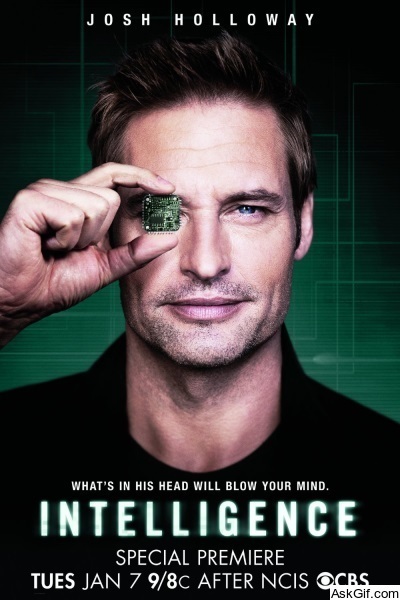 JOSH HOLLOWAY
WHAT'S IN HIS HEAD WILL BLOW YOUR MIND.
INTELLIGENCE
SPECIAL PREMIERE
TUES JAN 7 9/8c AFTER NCIS CBS
AskGif.com